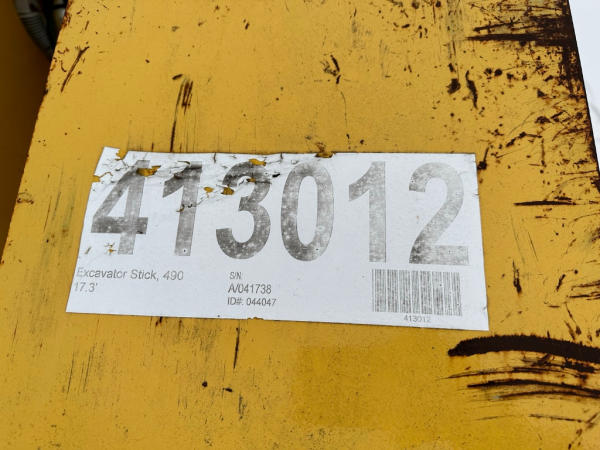 413012
Excavator Stick, 490
17.3'
S/N:
A/041738
ID#: 044047
413012